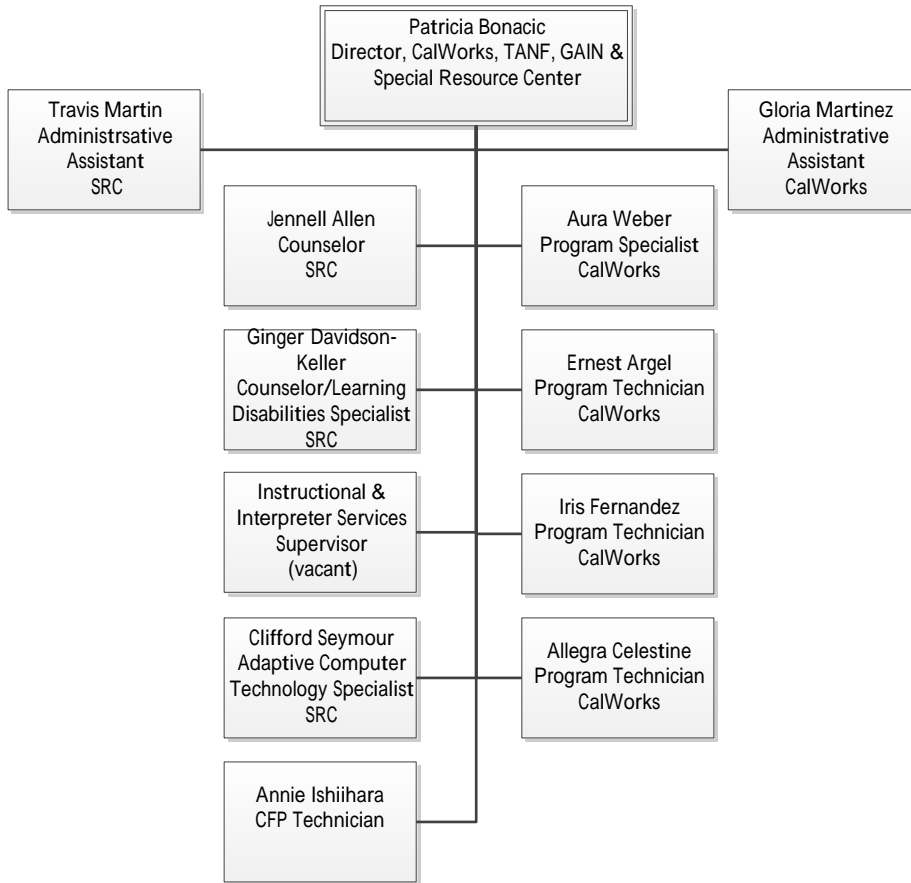 Patricia Bonacic
Director, CalWorks, TANF, GAIN &
Special Resource Center
Travis Martin
Administrsative
Assistant
SRC
Gloria Martinez
Administrative
Assistant
CalWorks
Jennell Allen
Counselor
SRC
Aura Weber
Program Specialist
CalWorks
Ginger Davidson-
Keller
Counselor/Learning
Disabilities Specialist
SRC
Ernest Argel
Program Technician
CalWorks
Instructional &
Interpreter Services
Supervisor
(vacant)
Iris Fernandez
Program Technician
CalWorks
Clifford Seymour
Adaptive Computer
Technology Specialist
SRC
Allegra Celestine
Program Technician
CalWorks
Annie Ishiihara
CFP Technician